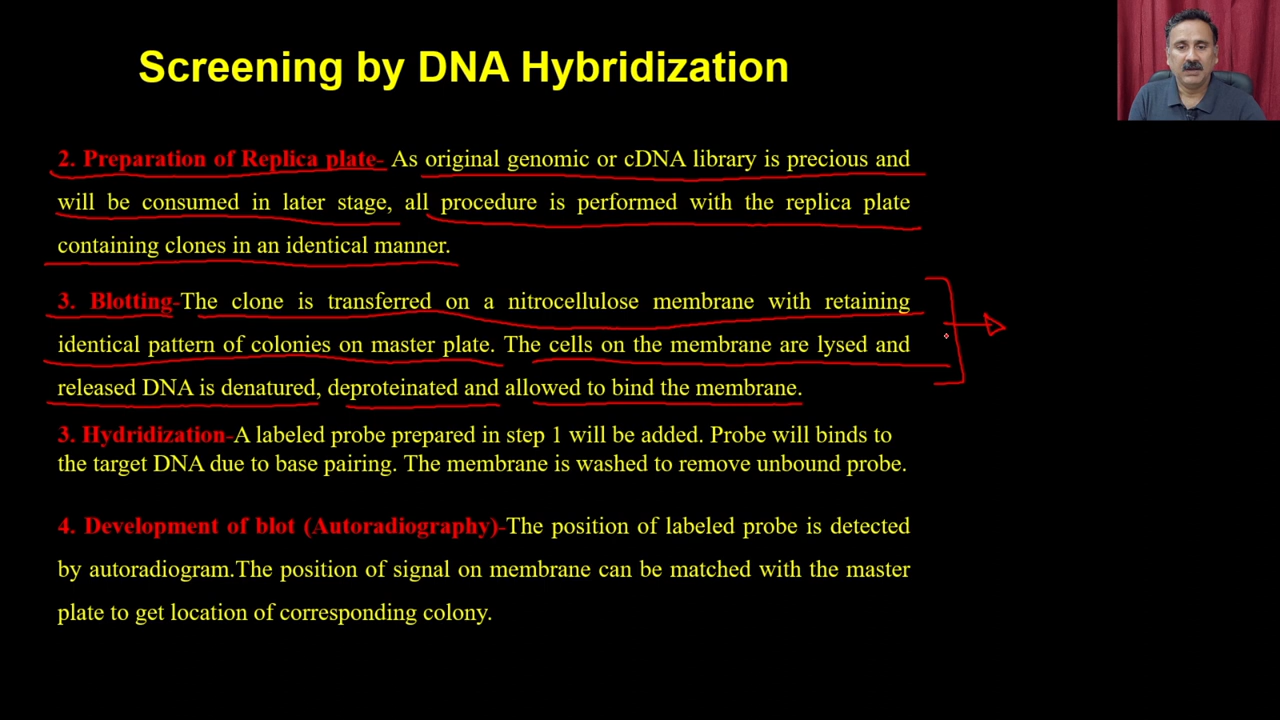 Screening by DNA Hybridization
2. Preparation of Replica plate- As original genomic or cDNA library is precious and
will be consumed in later stage, all procedure is performed with the replica plate
containing clones in an identical manner.
3. Blotting-The clone is transferred on a nitrocellulose membrane with retaining
identical pattern of colonies on master plate. The cells on the membrane are lysed and
released DNA is denatured, deproteinated and allowed to bind the membrane.
3. Hydridization-A labeled probe prepared in step 1 will be added. Probe will binds to
the target DNA due to base pairing. The membrane is washed to remove unbound probe.
4. Development of blot (Autoradiography)-The position of labeled probe is detected
by autoradiogram.The position of signal on membrane can be matched with the master
plate to get location of corresponding colony.